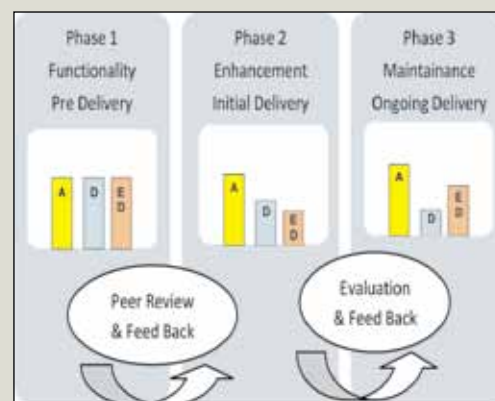 Phase 1
Functionality
Pre Delivery
A
D
E
D
Phase 2
Enhancement
Initial Delivery
A
D
E
D
Phase 3
Maintainance
Ongoing Delivery
A
D
E
D
Peer Review
& Feed Back
Evaluation
& Feed Back